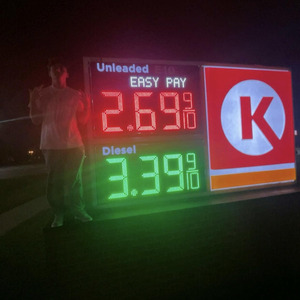 Unleaded
EASY PAY
2.69 9/10
Diesel
3.39 9/10
K